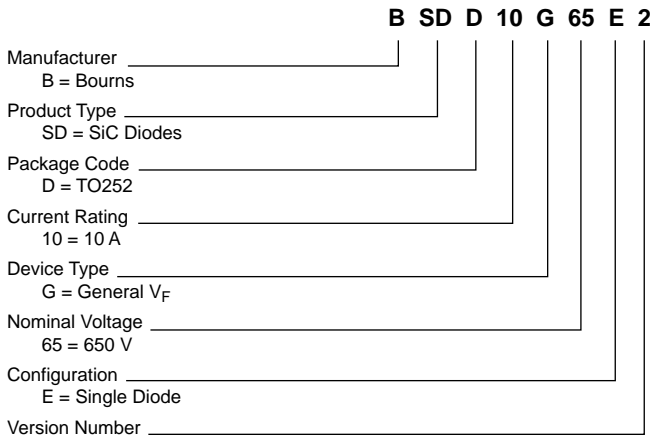 B SD D 10 G 65 E 2
Manufacturer
B = Bourns
Product Type
SD = SiC Diodes
Package Code
D = TO252
Current Rating
10 = 10 A
Device Type
G = General VF
Nominal Voltage
65 = 650 V
Configuration
E = Single Diode
Version Number